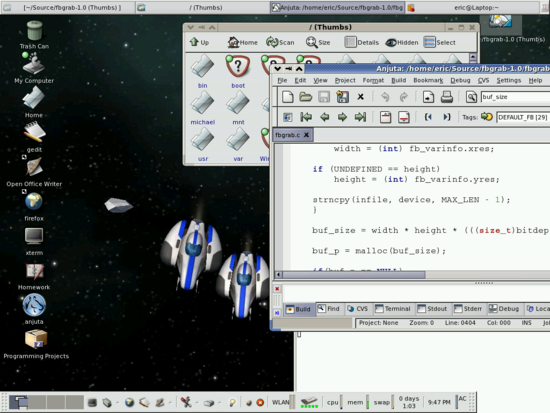 [~/Source/fbgrab-1.0 (Thumbs)]
/ (Thumbs)
Anjuta: /home/eric/Source/fbgrab-1.0/fbg
eric@Laptop:~
Trash Can
My Computer
Home
gedit
Open Office Writer
firefox
xterm
Homework
anjuta
Programming Projects
/ (Thumbs)
Up
Home
Scan
Size
Details
Hidden
Select
bin
boot
michael
mnt
usr
var
fbgrab-1.0 (Thumbs)
Anjuta: /home/eric/Source/fbgrab-1.0/fbgrab
File Edit View Project Format Build Bookmark Debug CVS Settings Help
buf_size
Tags:
DEFAULT_FB [29]
fbgrab.c
width = (int) fb_varinfo.xres;
if (UNDEFINED == height)
height = (int) fb_varinfo.yres;
strncpy(infile, device, MAX_LEN - 1);
}
buf_size = width * height * (((size_t)bitdep
buf_p = malloc(buf_size);
if(buf_p == NULL)
Build
Find
CVS
Terminal
Stdout
Stderr
Debug
Loca
Project: None
Zoom: 0
Line: 0404
Col: 000
INS
WLAN
cpu
mem
swap
0 days
1:03
9:47 PM
AC